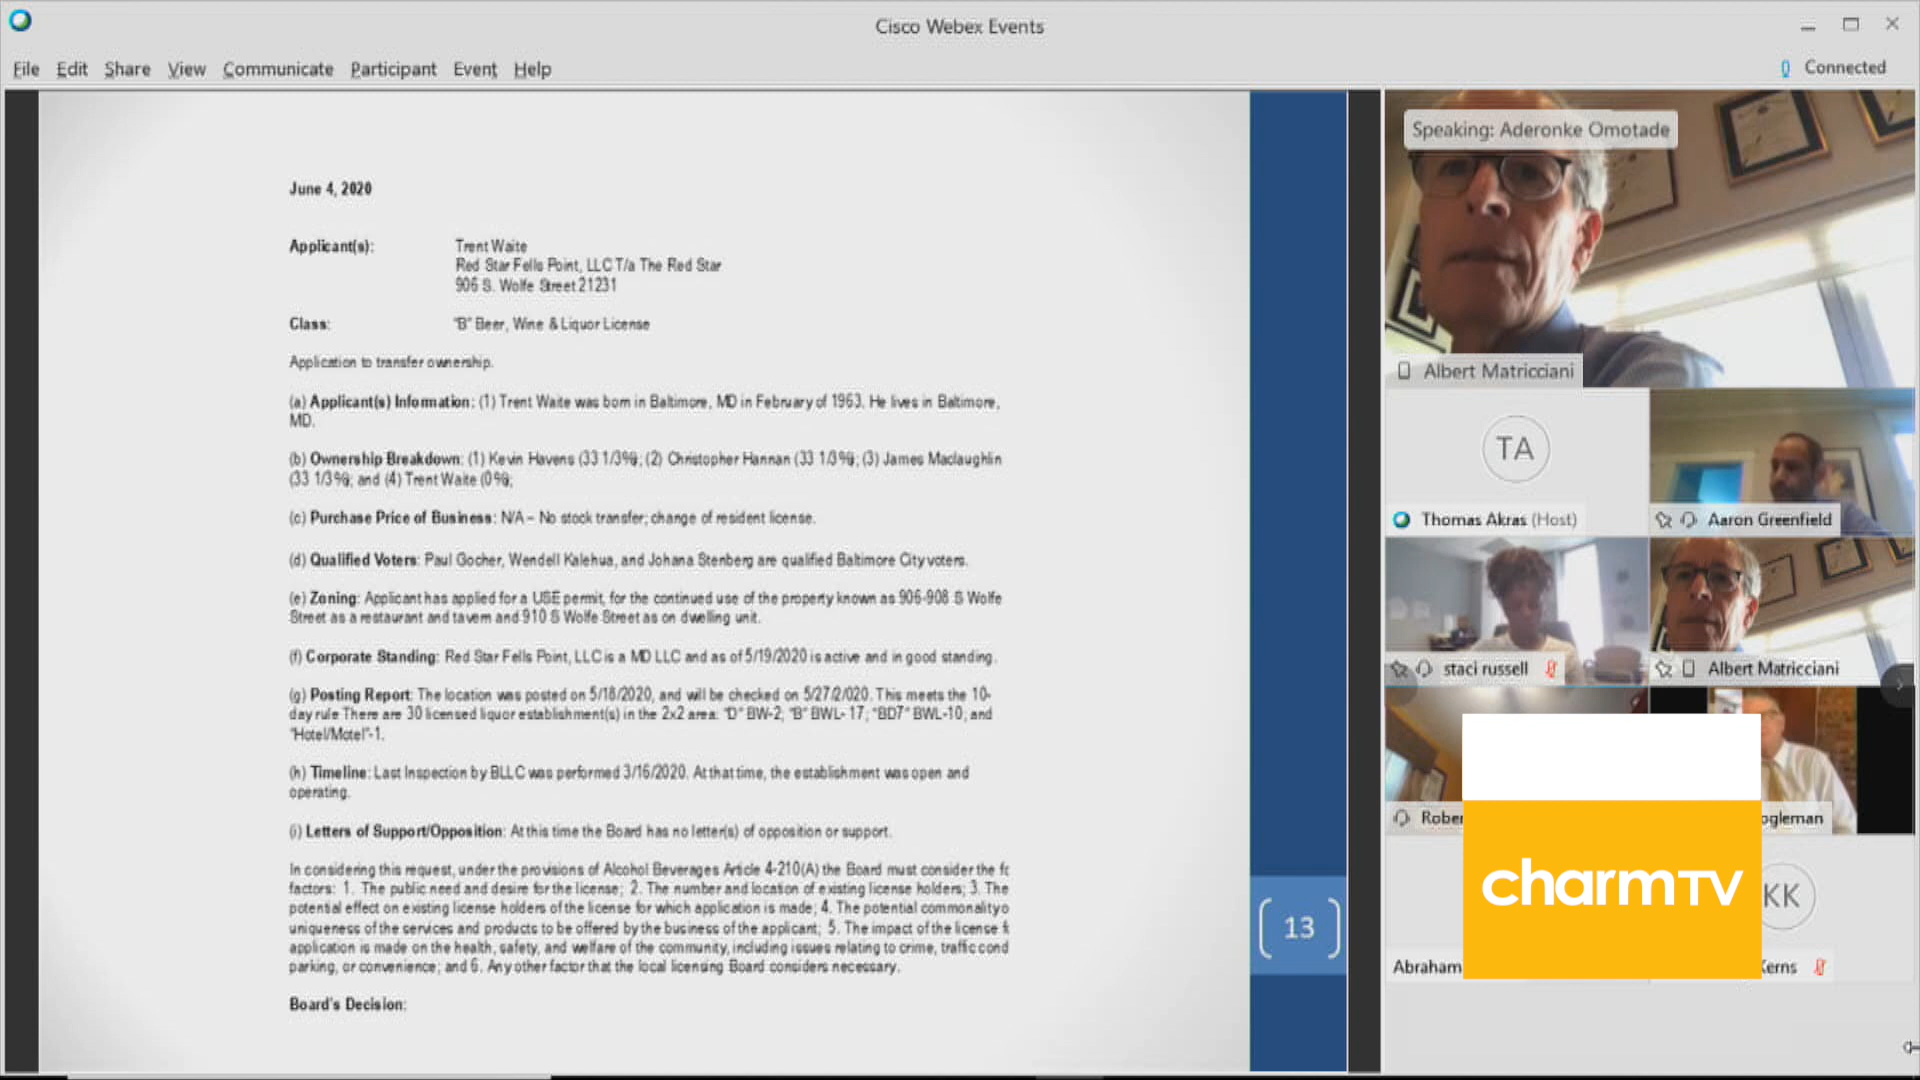 Cisco Webex Events
File Edit Share View Communicate Participant Event Help
Connected
June 4, 2020
Applicant(s): Trent Waite
Red Star Fells Point, LLC T/a The Red Star
906 S. Wolfe Street 21231
Class: "B" Beer, Wine & Liquor License
Application to transfer ownership.
(a) Applicant(s) Information: (1) Trent Waite was born in Baltimore, MD in February of 1963. He lives in Baltimore,
MD.
(b) Ownership Breakdown: (1) Kevin Havens (33 1/3%); (2) Christopher Hannan (33 1/3%); (3) James Maclaughlin
(33 1/3%); and (4) Trent Waite (0%);
(c) Purchase Price of Business: N/A – No stock transfer; change of resident license.
(d) Qualified Voters: Paul Gocher, Wendell Kalehua, and Johana Stenberg are qualified Baltimore City voters.
(e) Zoning: Applicant has applied for a USE permit, for the continued use of the property known as 906-908 S Wolfe
Street as a restaurant and tavern and 910 S Wolfe Street as on dwelling unit.
(f) Corporate Standing: Red Star Fells Point, LLC is a MD LLC and as of 5/19/2020 is active and in good standing.
(g) Posting Report: The location was posted on 5/18/2020, and will be checked on 5/27/2/020. This meets the 10-
day rule There are 30 licensed liquor establishment(s) in the 2x2 area: "D" BW-2, "B" BWL- 17; "BD7" BWL-10, and
"Hotel/Motel"-1.
(h) Timeline: Last Inspection by BLLC was performed 3/16/2020. At that time, the establishment was open and
operating.
(i) Letters of Support/Opposition: At this time the Board has no letter(s) of opposition or support.
In considering this request, under the provisions of Alcohol Beverages Article 4-210(A) the Board must consider the fc
factors: 1. The public need and desire for the license; 2. The number and location of existing license holders; 3. The
potential effect on existing license holders of the license for which application is made; 4. The potential commonality o
uniqueness of the services and products to be offered by the business of the applicant; 5. The impact of the license f
application is made on the health, safety, and welfare of the community, including issues relating to crime, traffic cond
parking, or convenience; and 6. Any other factor that the local licensing Board considers necessary.
Board's Decision:
13
Speaking: Aderonke Omotade
Albert Matricciani
TA
Thomas Akras (Host)
Aaron Greenfield
staci russell
Albert Matricciani
Rober
ogleman
charmTV
KK
Abraham
Kerns